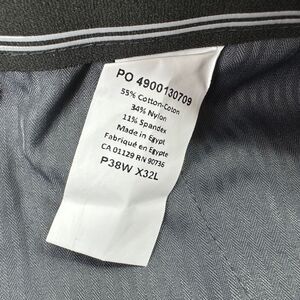 PO 4900130709
55% Cotton-Coton
34% Nylon
11% Spandex
Made in Egypt
Fabriqué en Egypte
CA 01129 RN 90736
P38W X32L